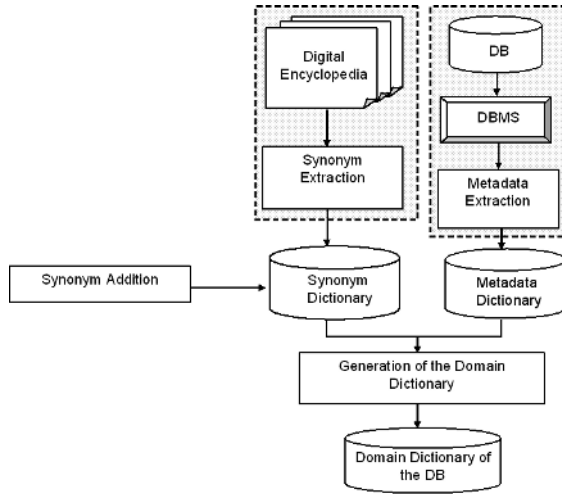 Digital
Encyclopedia
DB
DBMS
Synonym
Extraction
Metadata
Extraction
Synonym Addition
Synonym
Dictionary
Metadata
Dictionary
Generation of the Domain
Dictionary
Domain Dictionary of
the DB